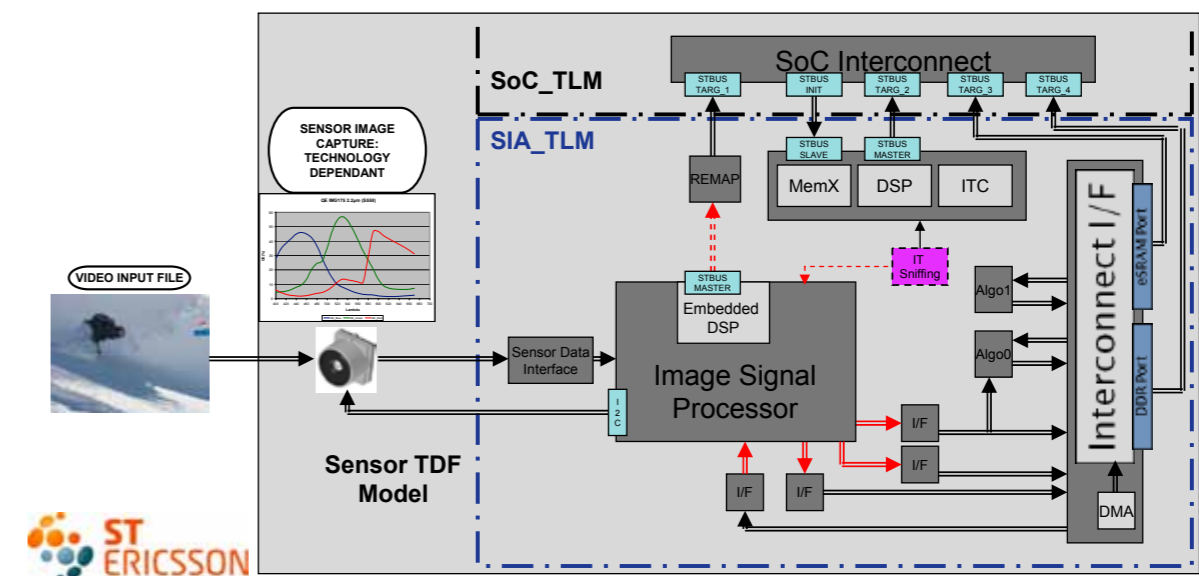 SoC Interconnect
SoC_TLM
STBUS
TARG_1
STBUS
INIT
STBUS
TARG_2
STBUS
TARG_3
STBUS
TARG_4
SENSOR IMAGE
CAPTURE:
TECHNOLOGY
DEPENDANT
SIA_TLM
STBUS
SLAVE
STBUS
MASTER
REMAP
MemX
DSP
ITC
Interconnect I/F
eSRAM Port
DDR Port
IT
Sniffing
VIDEO INPUT FILE
Lambda
STBUS
MASTER
Embedded
DSP
Algo1
Algo0
Sensor Data
Interface
Image Signal
Processor
I
2
C
I/F
I/F
I/F
I/F
DMA
Sensor TDF
Model
ST
ERICSSON